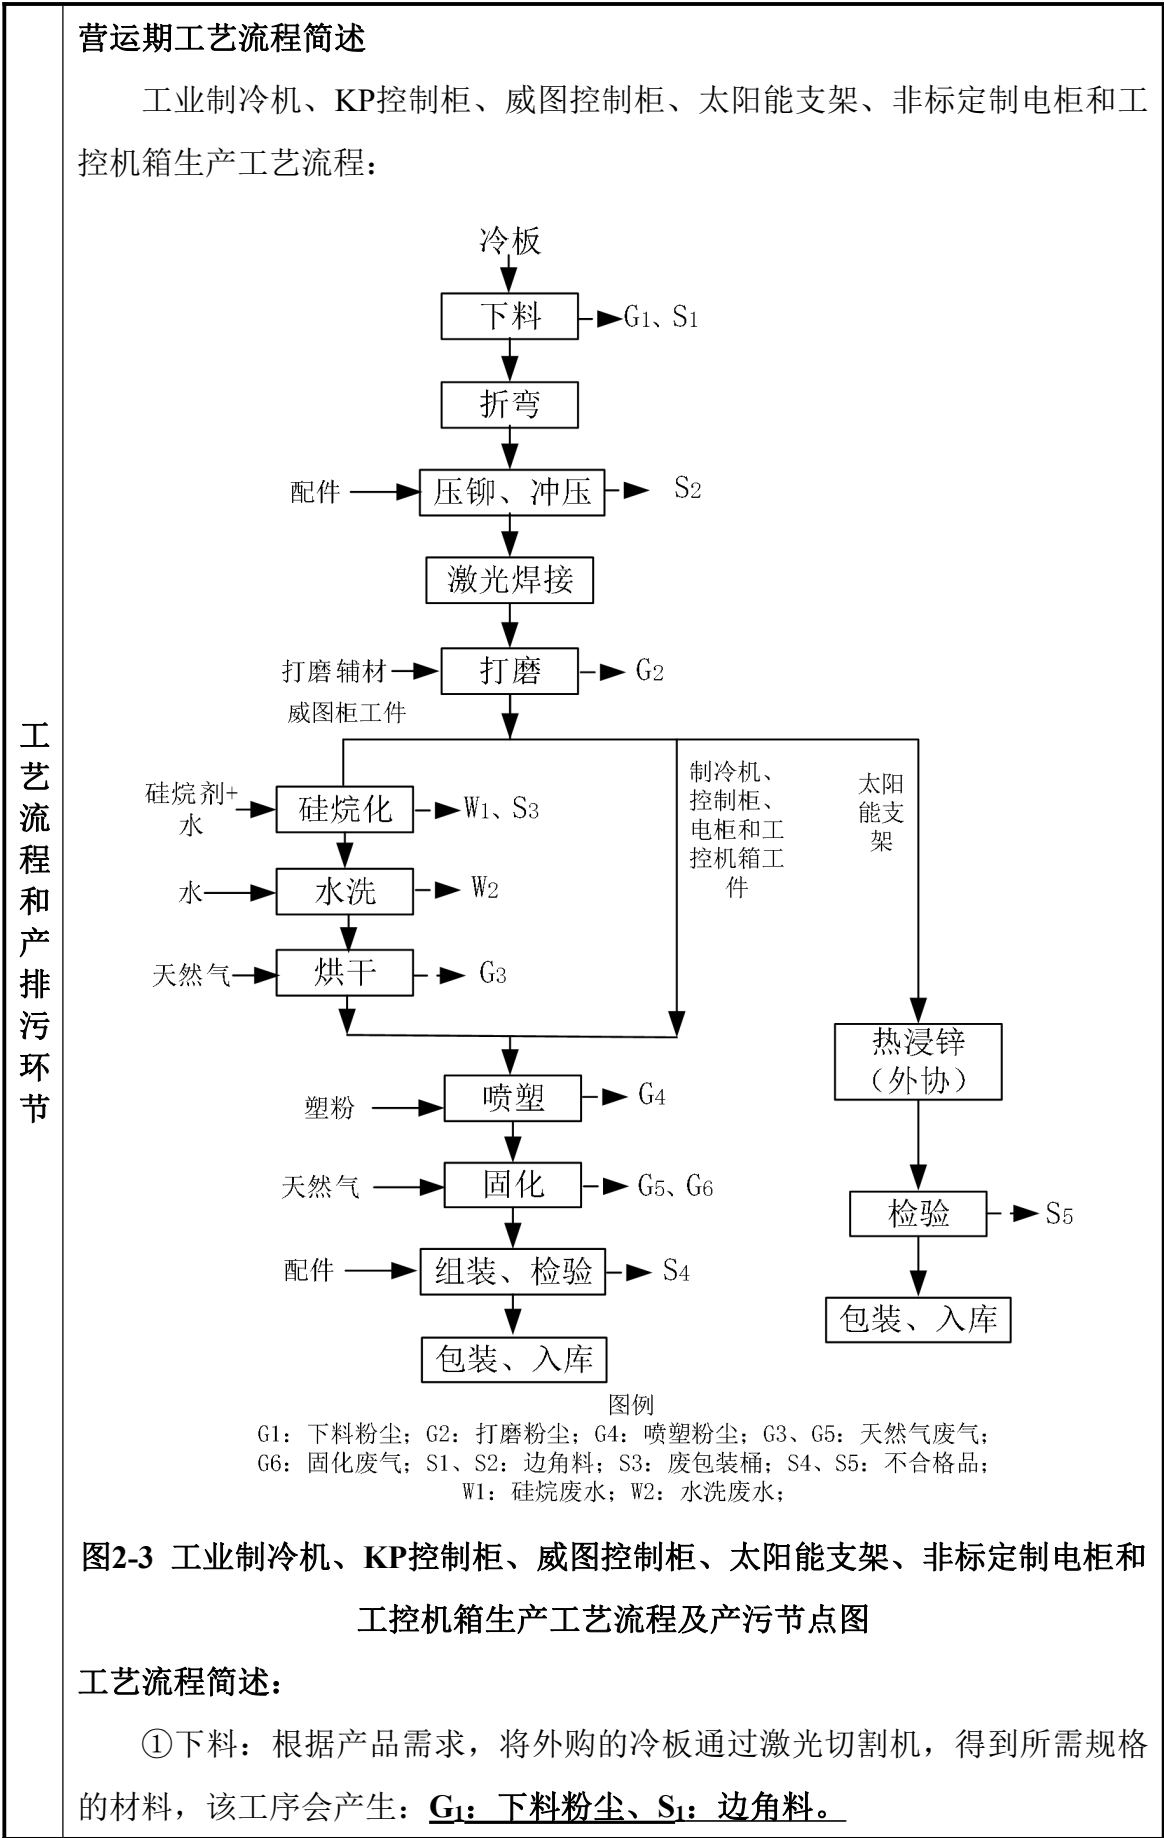 营运期工艺流程简述
工业制冷机、KP控制柜、威图控制柜、太阳能支架、非标定制电柜和工
控机箱生产工艺流程：
冷板
下料
G1、S1
折弯
配件
压铆、冲压
S2
激光焊接
打磨辅材
打磨
G2
威图柜工件
硅烷剂+
水
硅烷化
W1、S3
制冷机、
控制柜、
电柜和工
控机箱工
件
太阳
能支
架
水
水洗
W2
天然气
烘干
G3
热浸锌
（外协）
塑粉
喷塑
G4
天然气
固化
G5、G6
检验
S5
配件
组装、检验
S4
包装、入库
包装、入库
图例
G1：下料粉尘；G2：打磨粉尘；G4：喷塑粉尘；G3、G5：天然气废气；
G6：固化废气；S1、S2：边角料；S3：废包装桶；S4、S5：不合格品；
W1：硅烷废水；W2：水洗废水；
图2-3 工业制冷机、KP控制柜、威图控制柜、太阳能支架、非标定制电柜和
工控机箱生产工艺流程及产污节点图
工艺流程简述：
①下料：根据产品需求，将外购的冷板通过激光切割机，得到所需规格
的材料，该工序会产生：G1：下料粉尘、S1：边角料。
工
艺
流
程
和
产
排
污
环
节